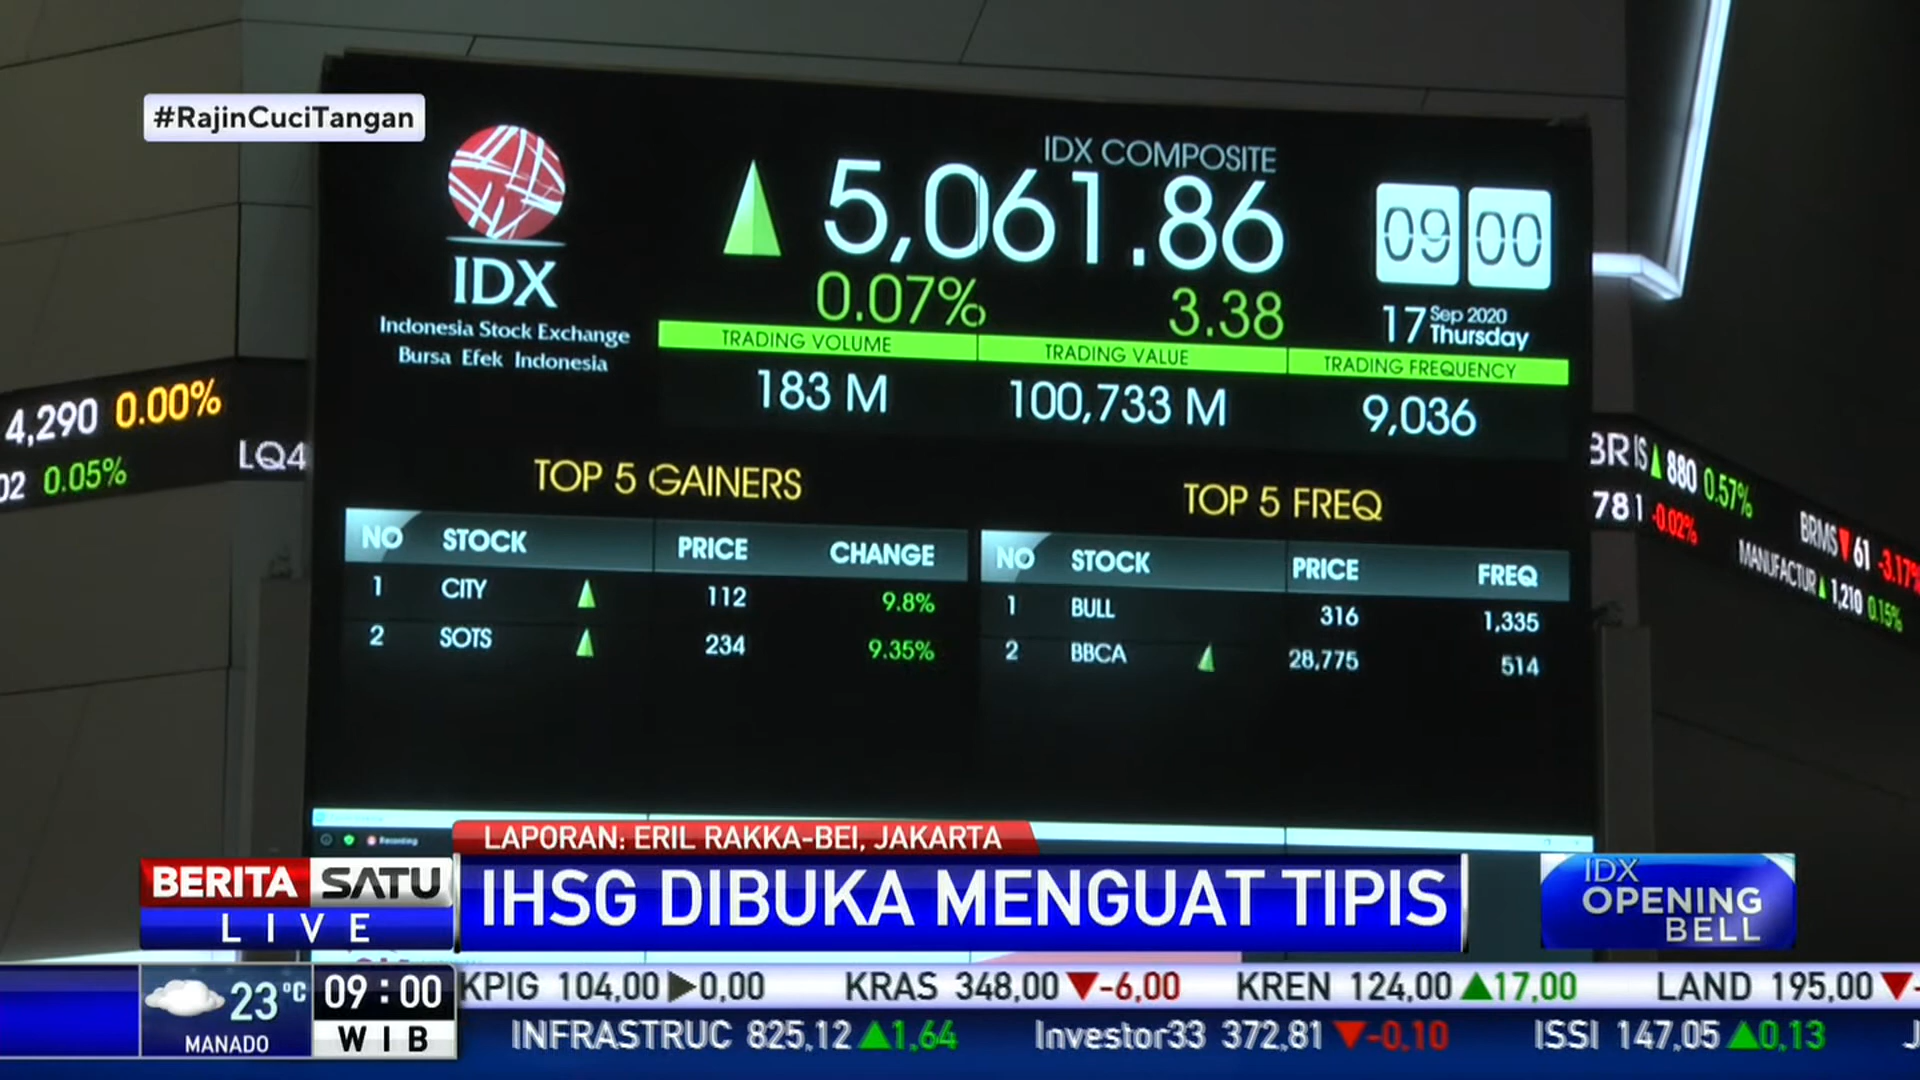 #RajinCuciTangan
IDX
Indonesia Stock Exchange
Bursa Efek Indonesia
IDX COMPOSITE
5,061.86
0.07% 3.38
09 00
17 Sep 2020
Thursday
TRADING VOLUME TRADING VALUE TRADING FREQUENCY
183 M 100,733 M 9,036
4,290 0.00%
02 0.05% LQ4
BRIS 880 0.57%
781 -0.02%
BRMS 61 -3.17%
MANUFACTUR 1,210 0.15%
TOP 5 GAINERS
NO STOCK PRICE CHANGE
1 CITY 112 9.8%
2 SOTS 234 9.35%
TOP 5 FREQ
NO STOCK PRICE FREQ
1 BULL 316 1,335
2 BBCA 28,775 514
Recording
LAPORAN: ERIL RAKKA-BEI, JAKARTA
BERITA SATU
LIVE
IHSG DIBUKA MENGUAT TIPIS
IDX
OPENING
BELL
23°C
MANADO
09:00
WIB
KPIG 104,00 ▶0,00 KRAS 348,00 ▼-6,00 KREN 124,00 ▲17,00 LAND 195,00 ▼-
INFRASTRUC 825,12 ▲1,64 Investor33 372,81 ▼-0,10 ISSI 147,05 ▲0,13 J